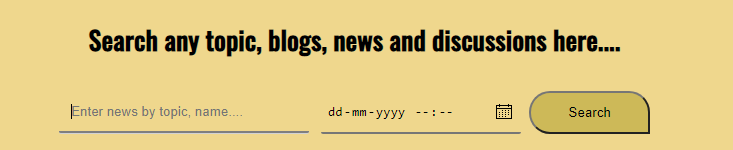 Search any topic, blogs, news and discussions here....
Enter news by topic, name.... dd-mm-yyyy --:-- Search